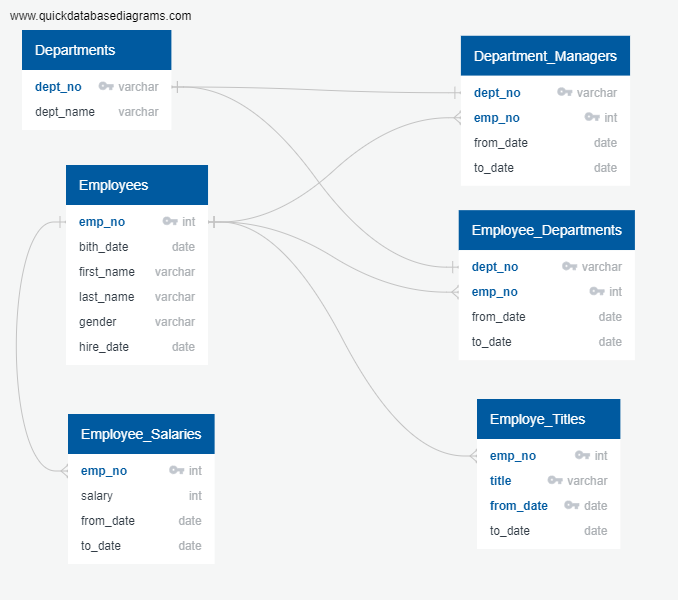 www.quickdatabasediagrams.com
Departments
dept_no varchar
dept_name varchar
Department_Managers
dept_no varchar
emp_no int
from_date date
to_date date
Employees
emp_no int
bith_date date
first_name varchar
last_name varchar
gender varchar
hire_date date
Employee_Departments
dept_no varchar
emp_no int
from_date date
to_date date
Employee_Salaries
emp_no int
salary int
from_date date
to_date date
Employe_Titles
emp_no int
title varchar
from_date date
to_date date